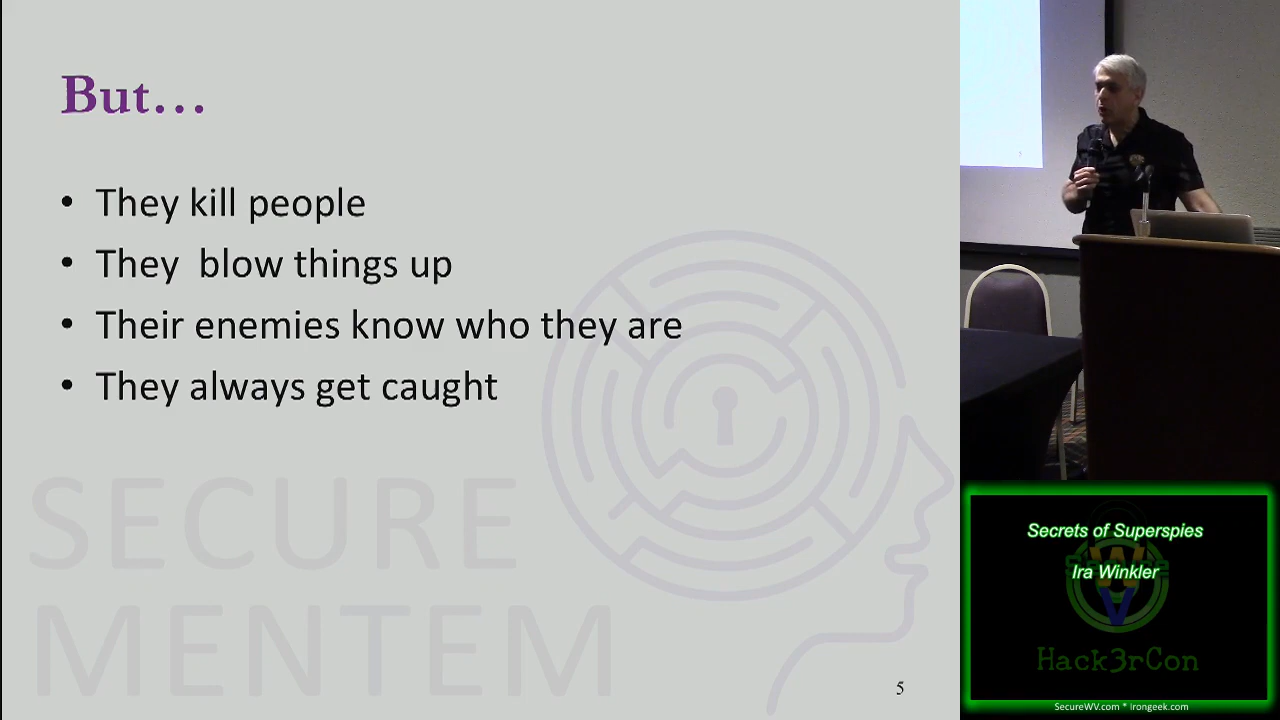 But…
• They kill people
• They  blow things up
• Their enemies know who they are
• They always get caught
SECURE
MENTEM
5
Secrets of Superspies
Ira Winkler
Hack3rCon
SecureWV.com * irongeek.com